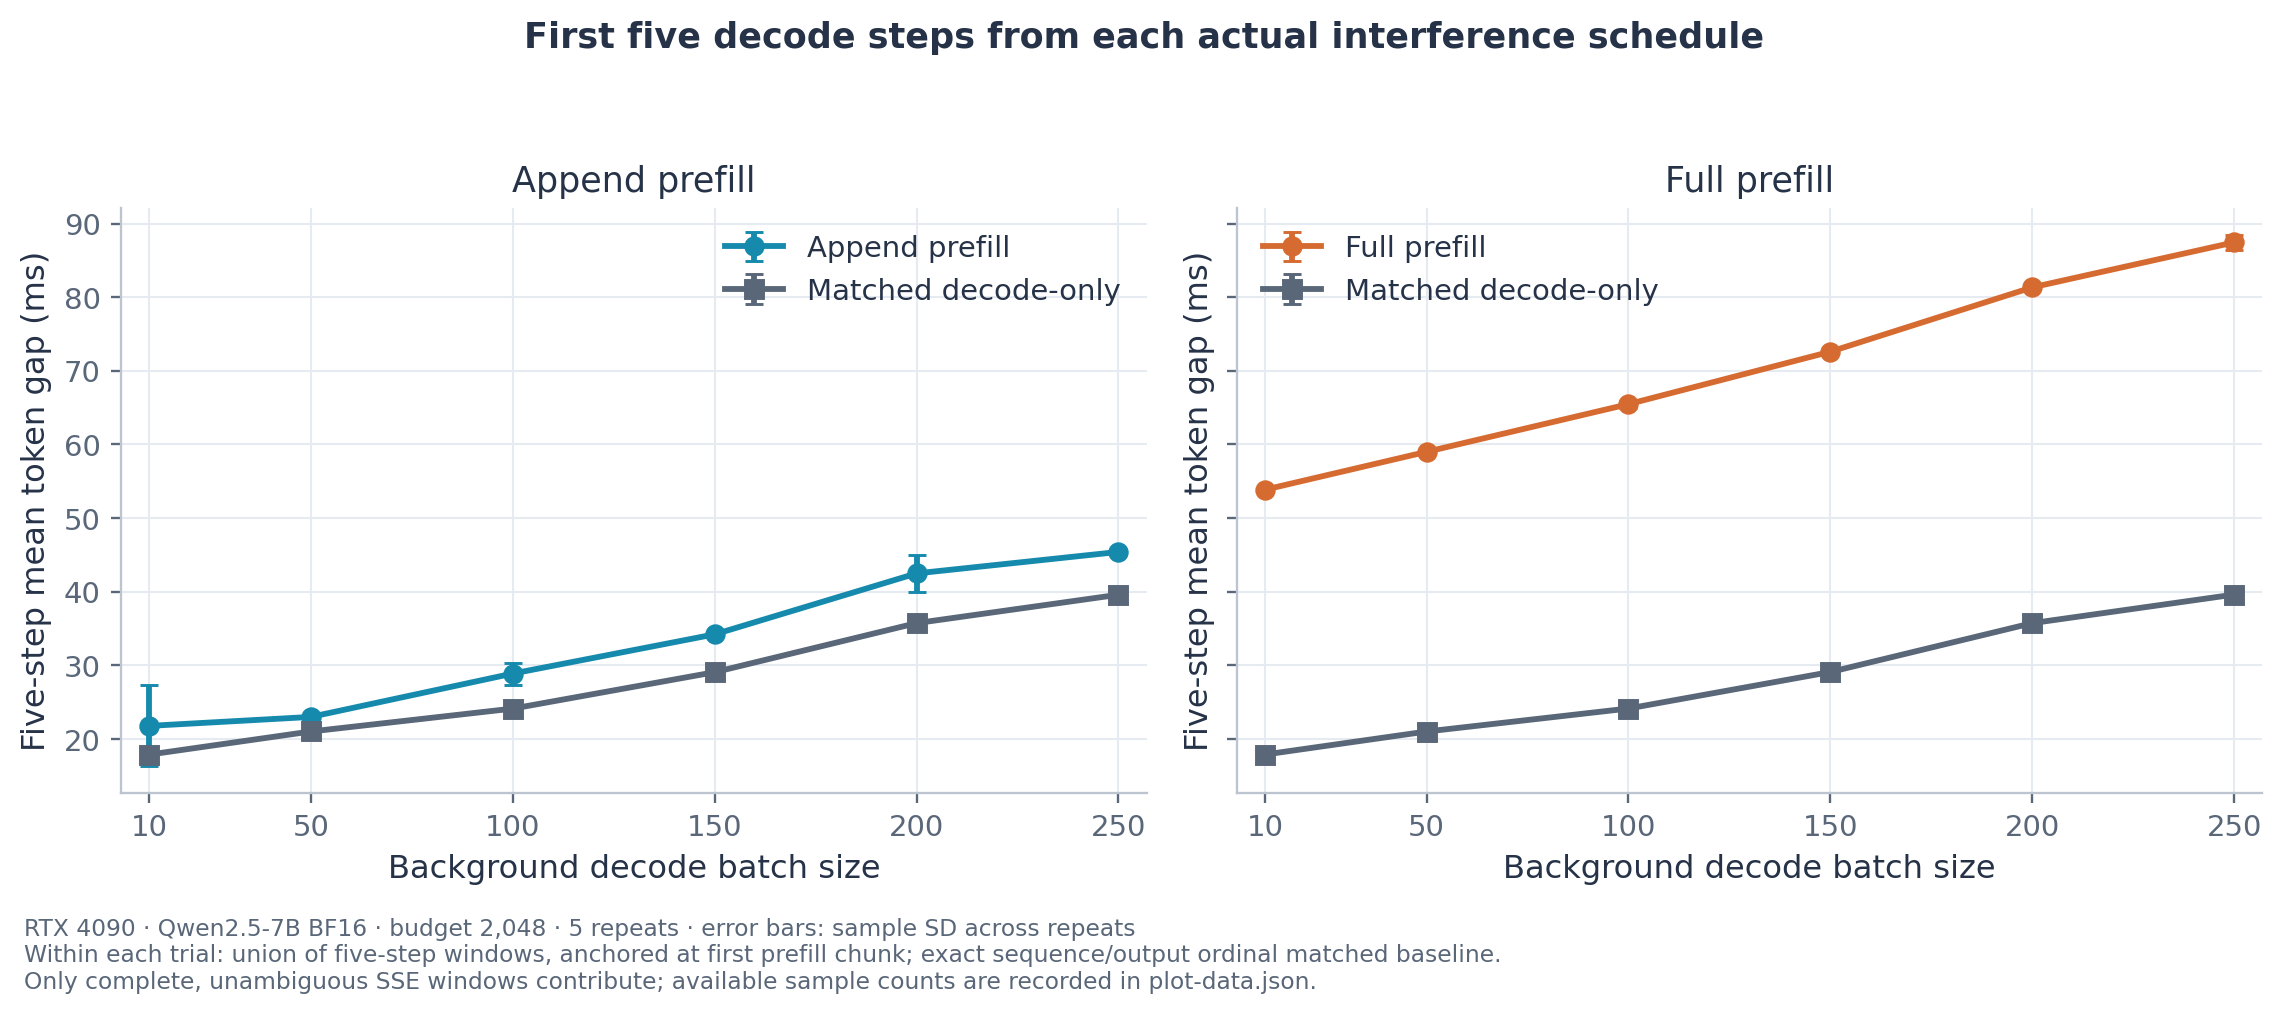 First five decode steps from each actual interference schedule
Append prefill
Five-step mean token gap (ms)
90
80
70
60
50
40
30
20
Append prefill
Matched decode-only
10
50
100
150
200
250
Background decode batch size
Full prefill
Five-step mean token gap (ms)
Full prefill
Matched decode-only
10
50
100
150
200
250
Background decode batch size
RTX 4090 · Qwen2.5-7B BF16 · budget 2,048 · 5 repeats · error bars: sample SD across repeats
Within each trial: union of five-step windows, anchored at first prefill chunk; exact sequence/output ordinal matched baseline.
Only complete, unambiguous SSE windows contribute; available sample counts are recorded in plot-data.json.